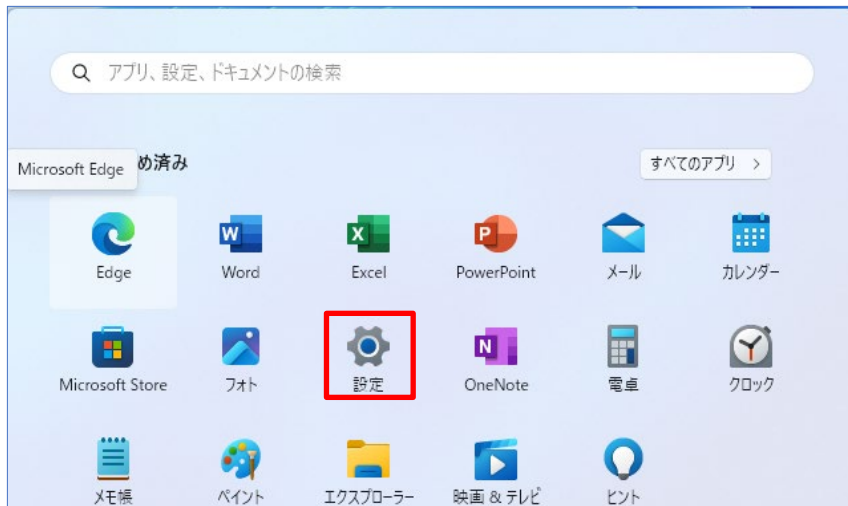 アプリ、設定、ドキュメントの検索
Microsoft Edge
め済み
すべてのアプリ >
Edge
Word
Excel
PowerPoint
メール
カレンダー
Microsoft Store
フォト
設定
OneNote
電卓
クロック
メモ帳
ペイント
エクスプローラー
映画 & テレビ
ヒント